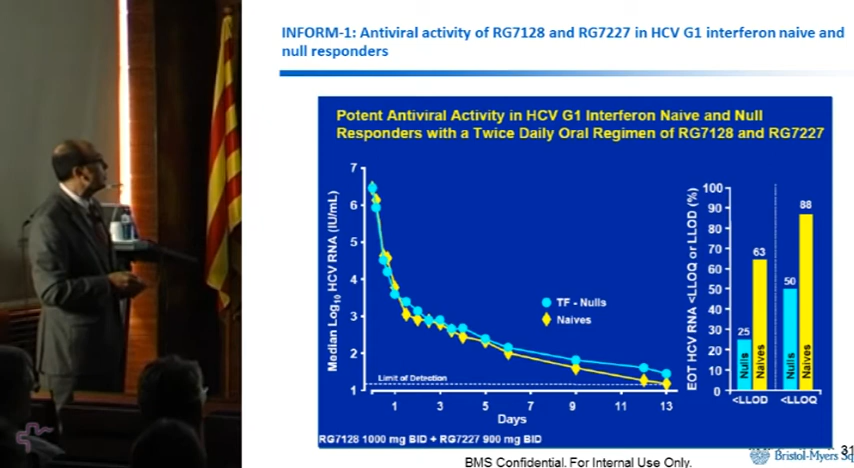 INFORM-1: Antiviral activity of RG7128 and RG7227 in HCV G1 interferon naive and
null responders
Potent Antiviral Activity in HCV G1 Interferon Naive and Null
Responders with a Twice Daily Oral Regimen of RG7128 and RG7227
Median Log10 HCV RNA (IU/mL)
7
6
5
4
3
2
1
TF - Nulls
Naives
Limit of Detection
1
3
5
7
9
11
13
Days
EOT HCV RNA <LLOQ or LLOD (%)
100
90
80
70
60
50
40
30
20
10
0
25
63
50
88
Nulls
Naives
Nulls
Naives
<LLOD
<LLOQ
RG7128 1000 mg BID + RG7227 900 mg BID
BMS Confidential. For Internal Use Only.
31
Bristol-Myers Sq